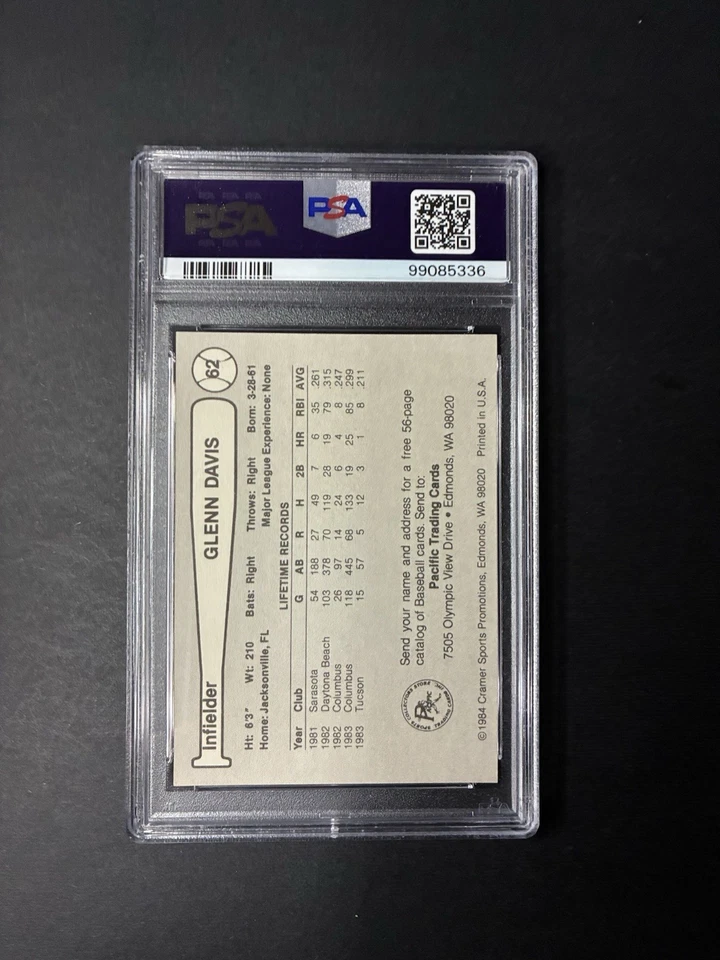 PSA
PSA
99085336
Infielder GLENN DAVIS 62
Ht: 6'3" Wt: 210 Bats: Right Throws: Right Born: 3-28-61
Home: Jacksonville, FL Major League Experience: None
LIFETIME RECORDS
Year Club G AB R H 2B HR RBI AVG
1981 Sarasota 54 188 27 49 7 6 35 .261
1982 Daytona Beach 103 378 70 119 28 19 79 .315
1982 Columbus 26 97 14 24 6 4 8 .247
1983 Columbus 118 445 68 133 19 25 85 .299
1983 Tucson 15 57 5 12 3 1 8 .211
Send your name and address for a free 56-page
catalog of Baseball cards. Send to:
Pacific Trading Cards
7505 Olympic View Drive • Edmonds, WA 98020
©1984 Cramer Sports Promotions, Edmonds, WA 98020 Printed in U.S.A.